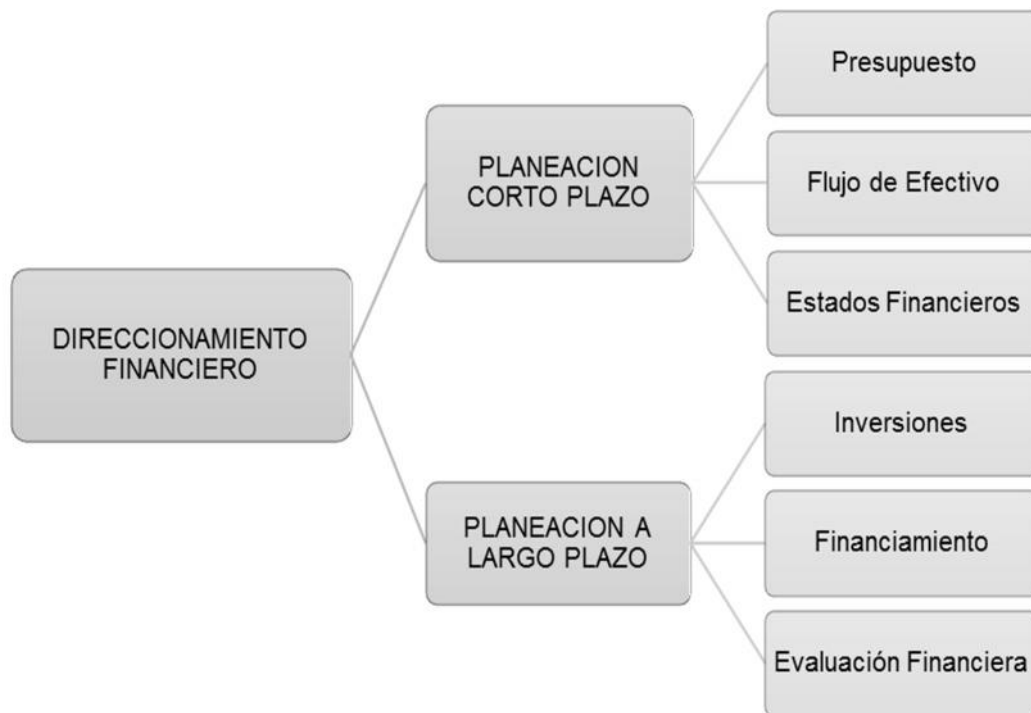 DIRECCIONAMIENTO
FINANCIERO
PLANEACION
CORTO PLAZO
Presupuesto
Flujo de Efectivo
Estados Financieros
PLANEACION A
LARGO PLAZO
Inversiones
Financiamiento
Evaluación Financiera